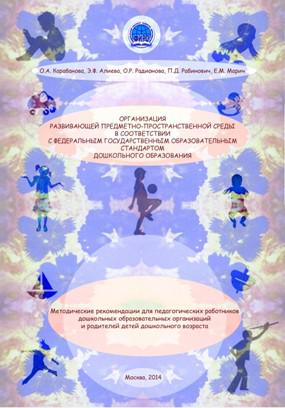 О.А. Карабанова, Э.Ф. Алиева, О.Р. Радионова, П.Д. Рабинович, Е.М. Марич
ОРГАНИЗАЦИЯ
РАЗВИВАЮЩЕЙ ПРЕДМЕТНО-ПРОСТРАНСТВЕННОЙ СРЕДЫ
В СООТВЕТСТВИИ
С ФЕДЕРАЛЬНЫМ ГОСУДАРСТВЕННЫМ ОБРАЗОВАТЕЛЬНЫМ
СТАНДАРТОМ
ДОШКОЛЬНОГО ОБРАЗОВАНИЯ
Методические рекомендации для педагогических работников
дошкольных образовательных организаций
и родителей детей дошкольного возраста
Москва, 2014